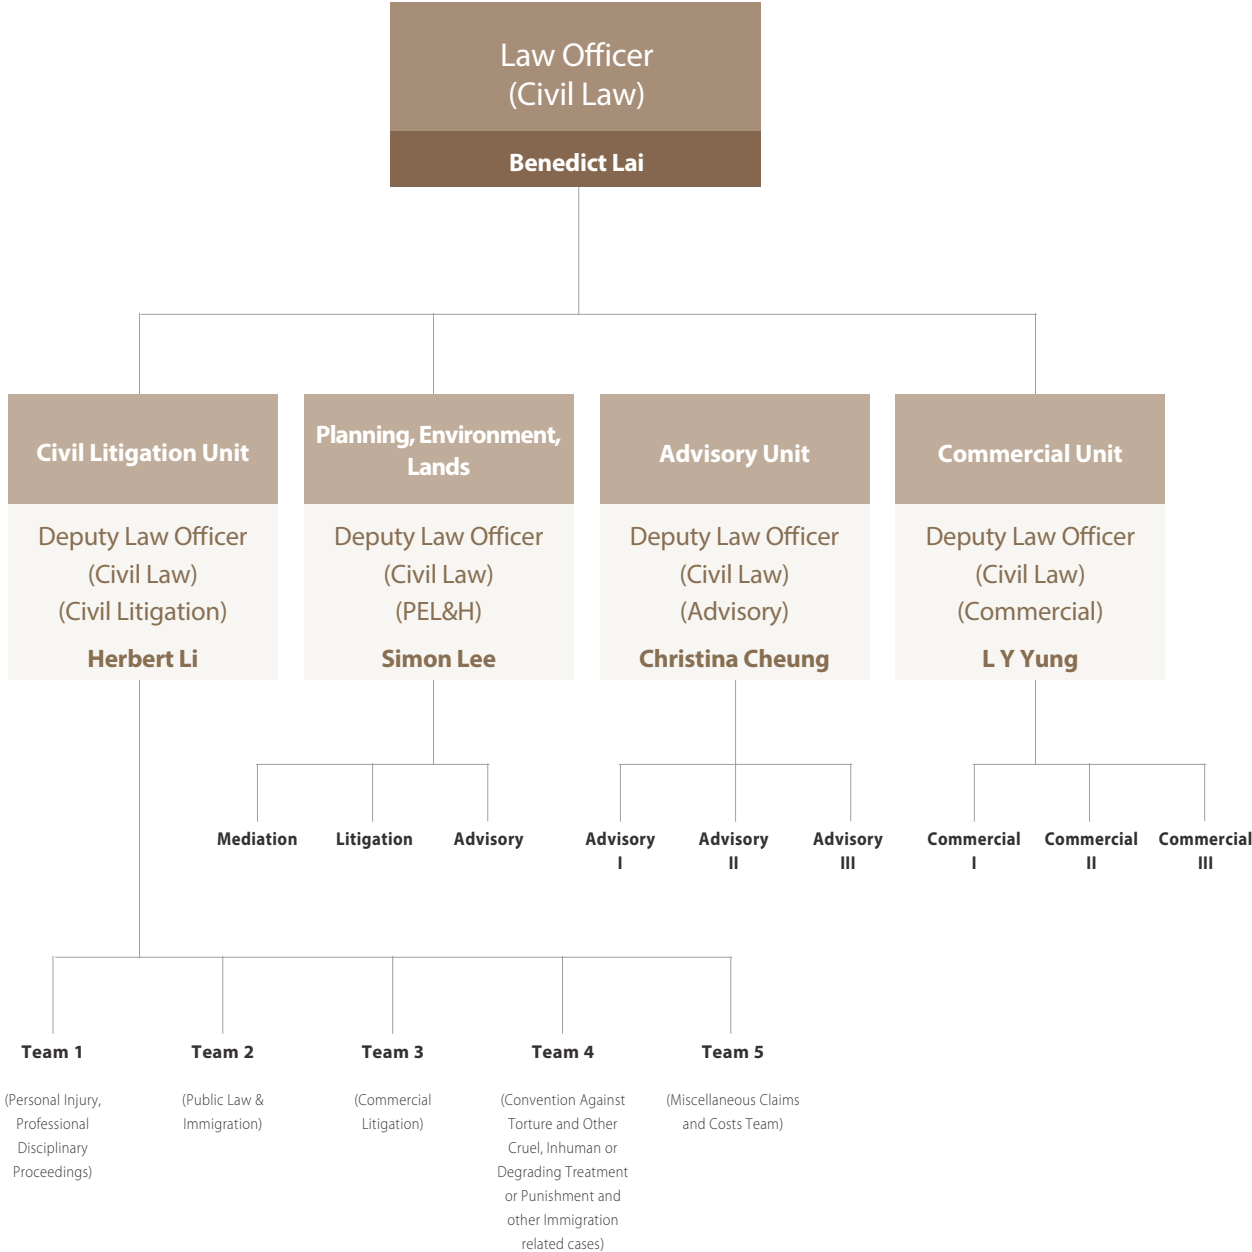 Law Officer
(Civil Law)
Benedict Lai
Civil Litigation Unit
Deputy Law Officer
(Civil Law)
(Civil Litigation)
Herbert Li
Planning, Environment,
Lands
Deputy Law Officer
(Civil Law)
(PEL&H)
Simon Lee
Advisory Unit
Deputy Law Officer
(Civil Law)
(Advisory)
Christina Cheung
Commercial Unit
Deputy Law Officer
(Civil Law)
(Commercial)
L Y Yung
Mediation
Litigation
Advisory
Advisory
I
Advisory
II
Advisory
III
Commercial
I
Commercial
II
Commercial
III
Team 1
(Personal Injury,
Professional
Disciplinary
Proceedings)
Team 2
(Public Law &
Immigration)
Team 3
(Commercial
Litigation)
Team 4
(Convention Against
Torture and Other
Cruel, Inhuman or
Degrading Treatment
or Punishment and
other Immigration
related cases)
Team 5
(Miscellaneous Claims
and Costs Team)